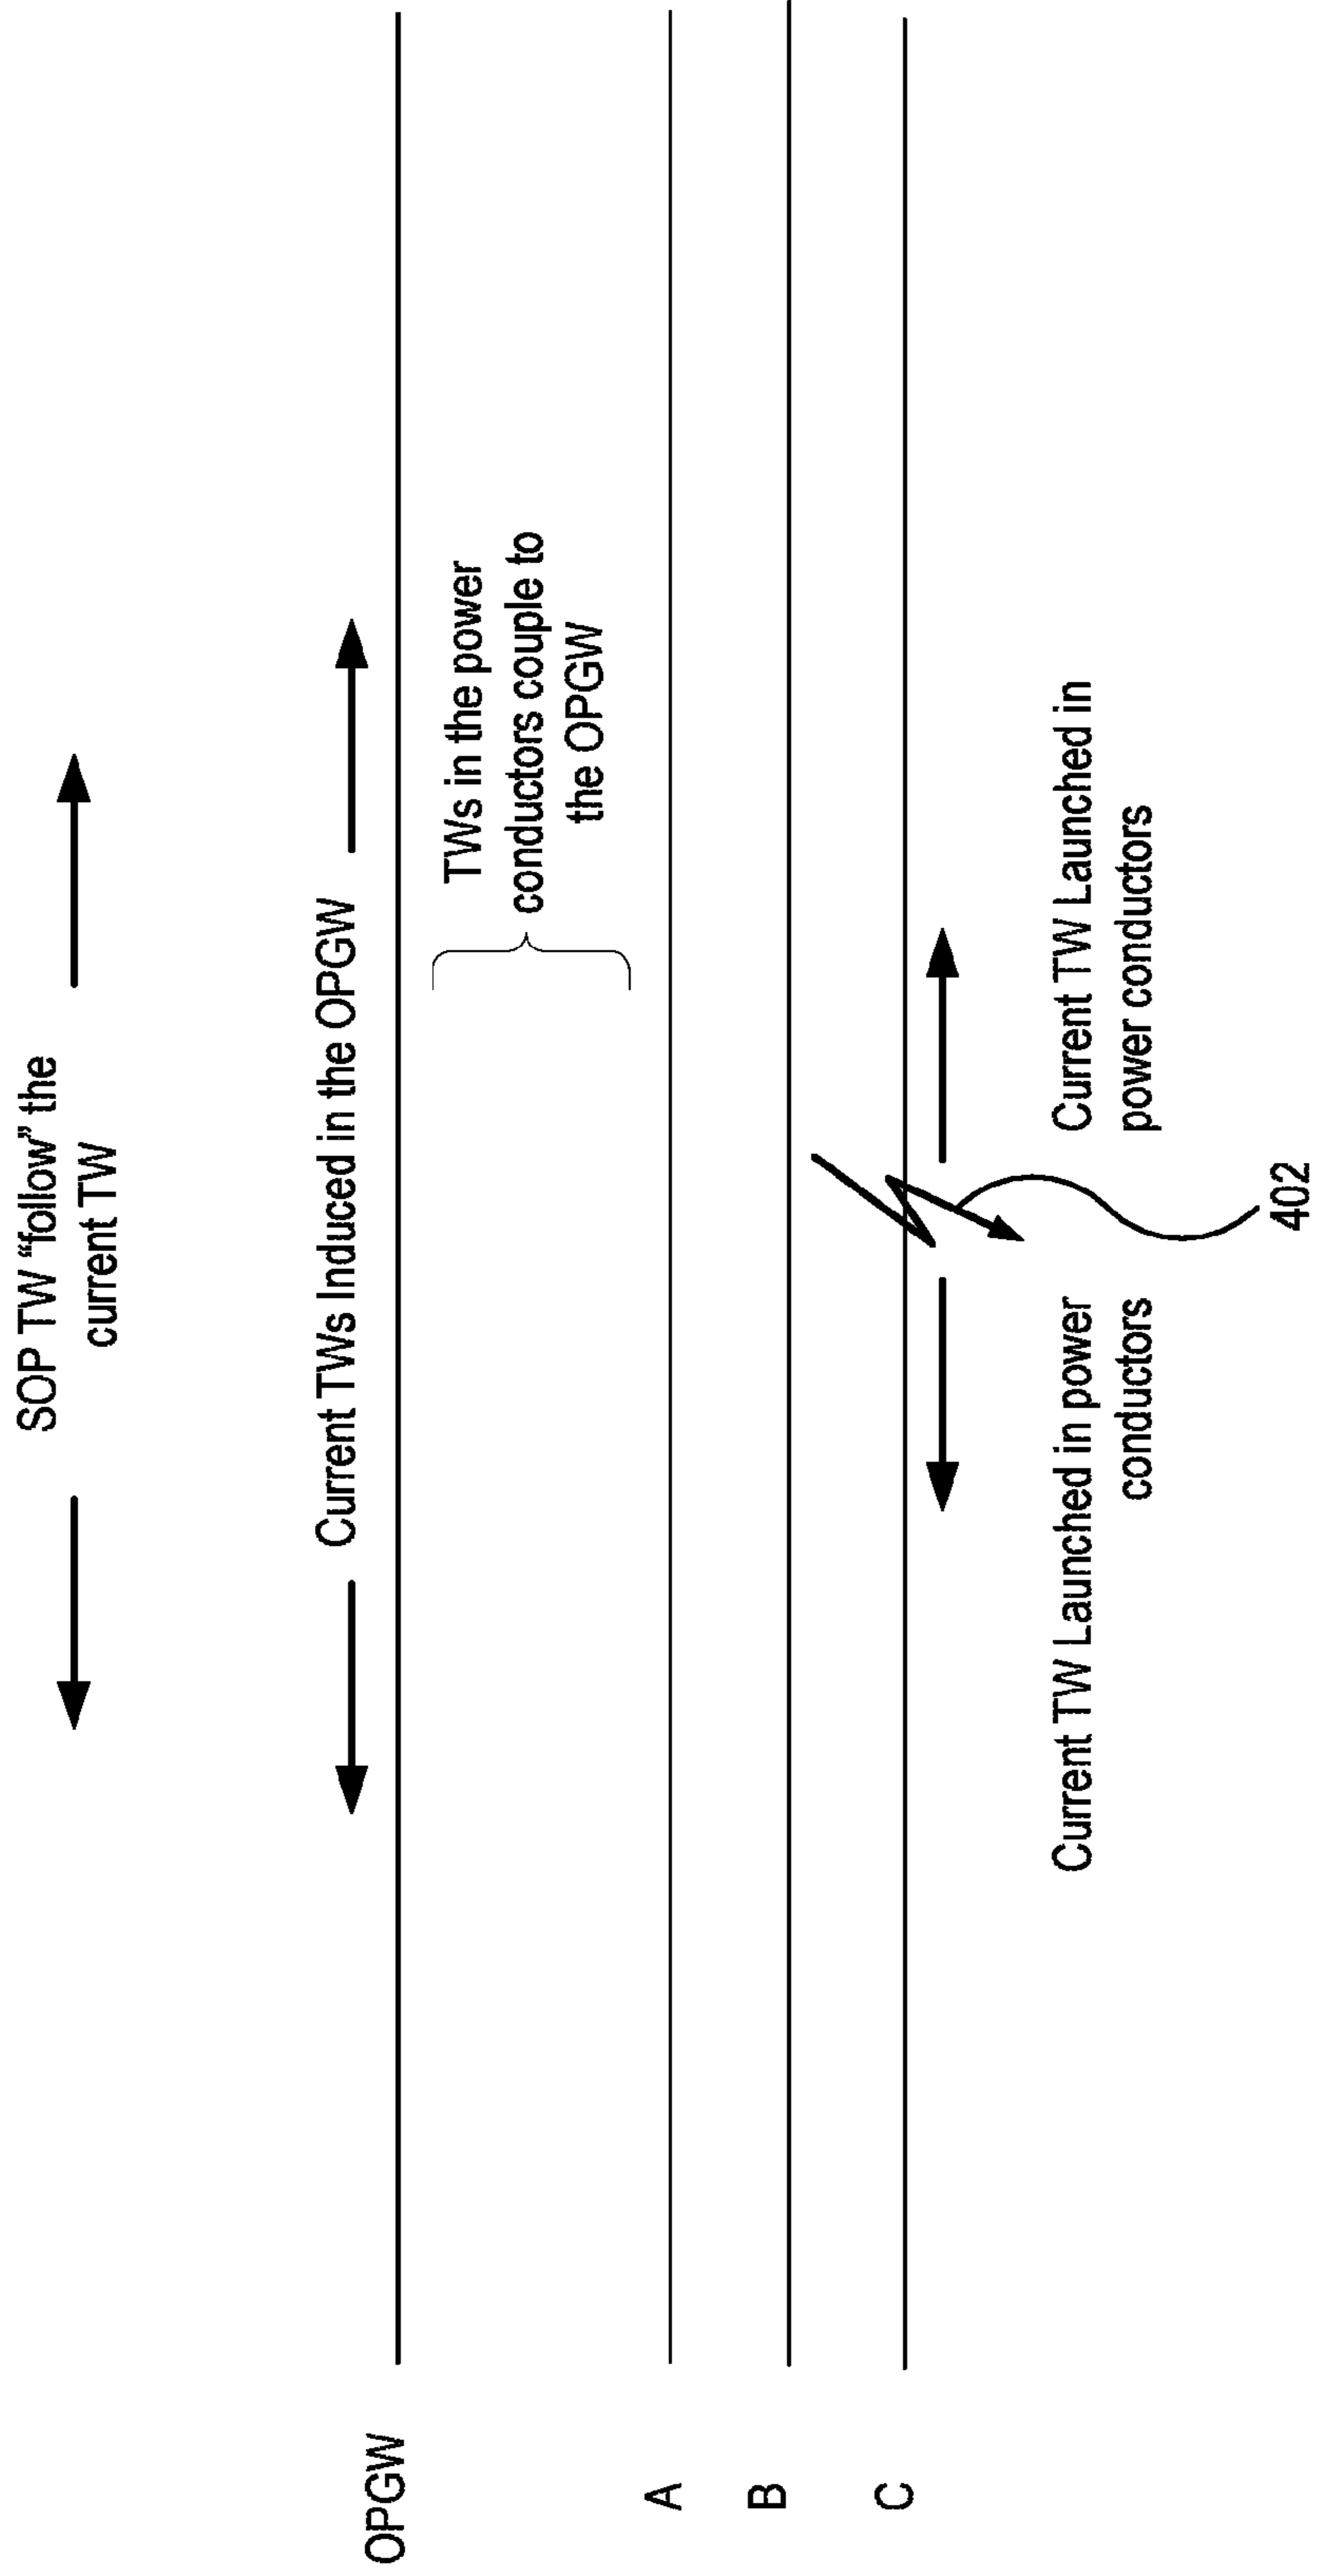 SOP TW “follow” the
current TW
Current TWs Induced in the OPGW
OPGW
TWs in the power
conductors couple to
the OPGW
A
B
C
Current TW Launched in power
conductors
Current TW Launched in
power conductors
402